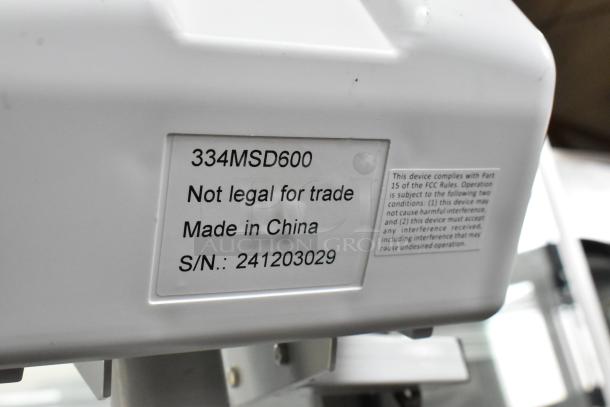 334MSD600
Not legal for trade
Made in China
S/N.: 241203029
This device complies with Part
15 of the FCC Rules. Operation
is subject to the following two
conditions: (1) this device may
not cause harmful interference,
and (2) this device must accept
any interference received,
including interference that may
cause undesired operation.
AUCTION GROUP